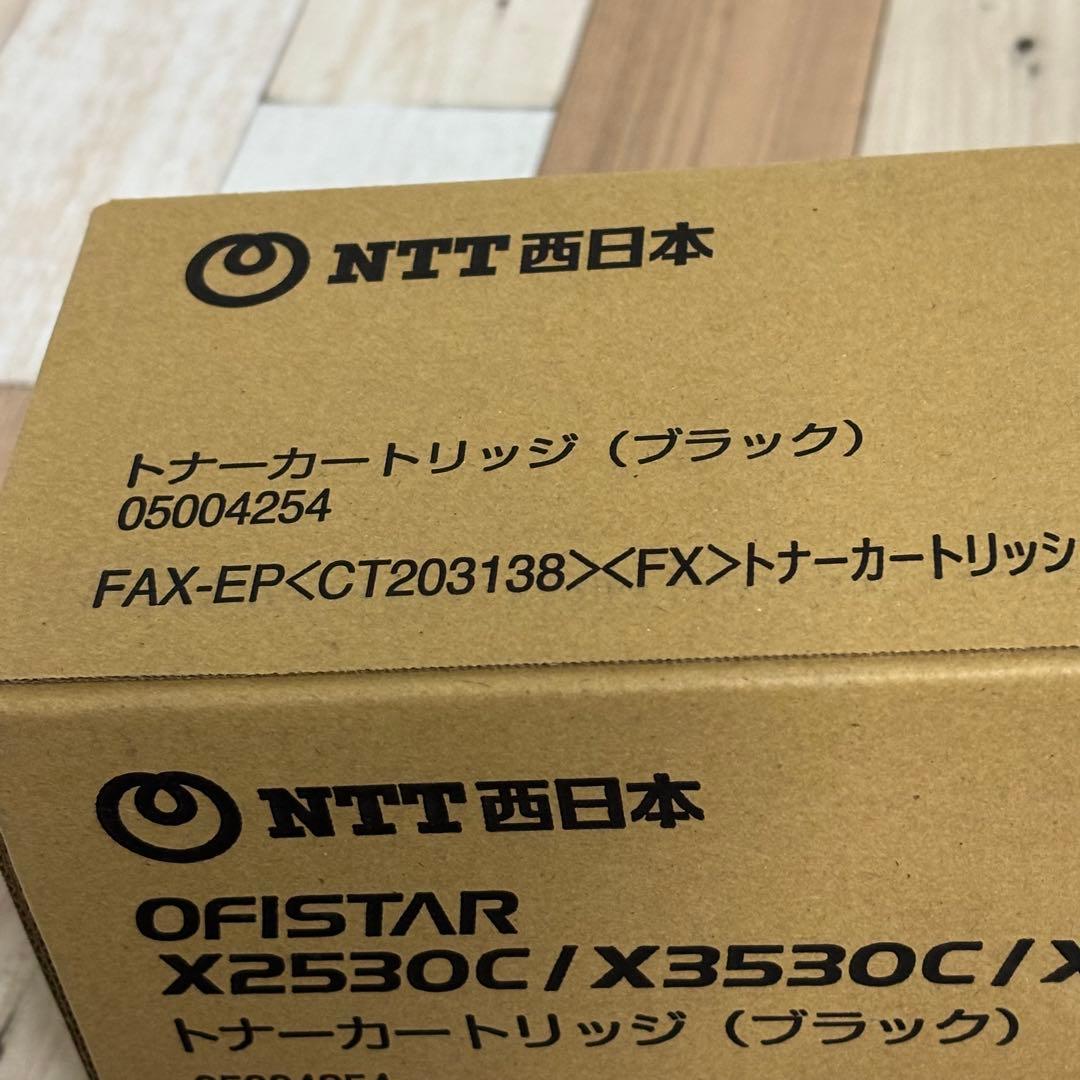 NTT西日本
トナーカートリッジ（ブラック）
05004254
FAX-EP<CT203138><FX>トナーカートリッジ
NTT西日本
OFISTAR
X2530C/X3530C/X
トナーカートリッジ（ブラック）
05004254